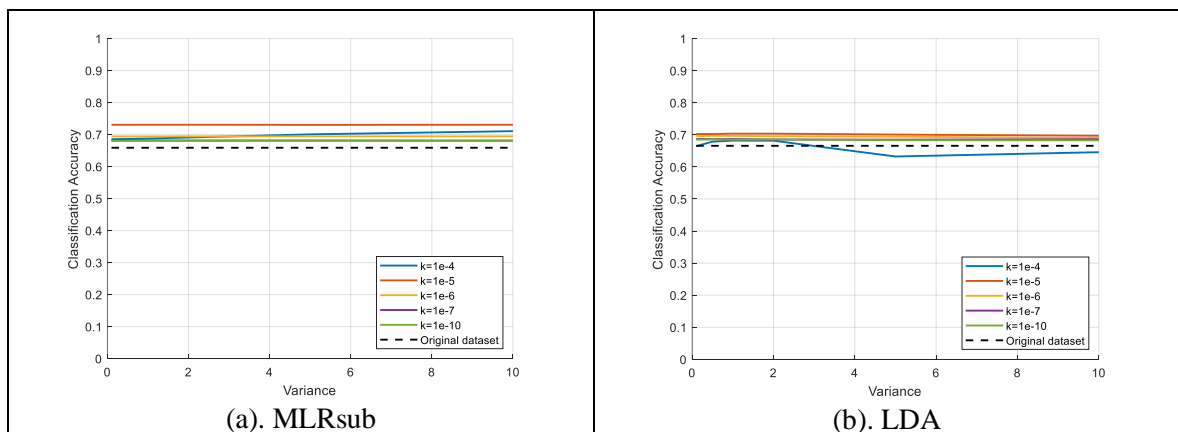 1
0.9
0.8
0.7
0.6
0.5
0.4
0.3
0.2
0.1
0
Classification Accuracy
0 2 4 6 8 10
Variance
k=1e-4
k=1e-5
k=1e-6
k=1e-7
k=1e-10
Original dataset
(a). MLRsub
1
0.9
0.8
0.7
0.6
0.5
0.4
0.3
0.2
0.1
0
Classification Accuracy
0 2 4 6 8 10
Variance
k=1e-4
k=1e-5
k=1e-6
k=1e-7
k=1e-10
Original dataset
(b). LDA